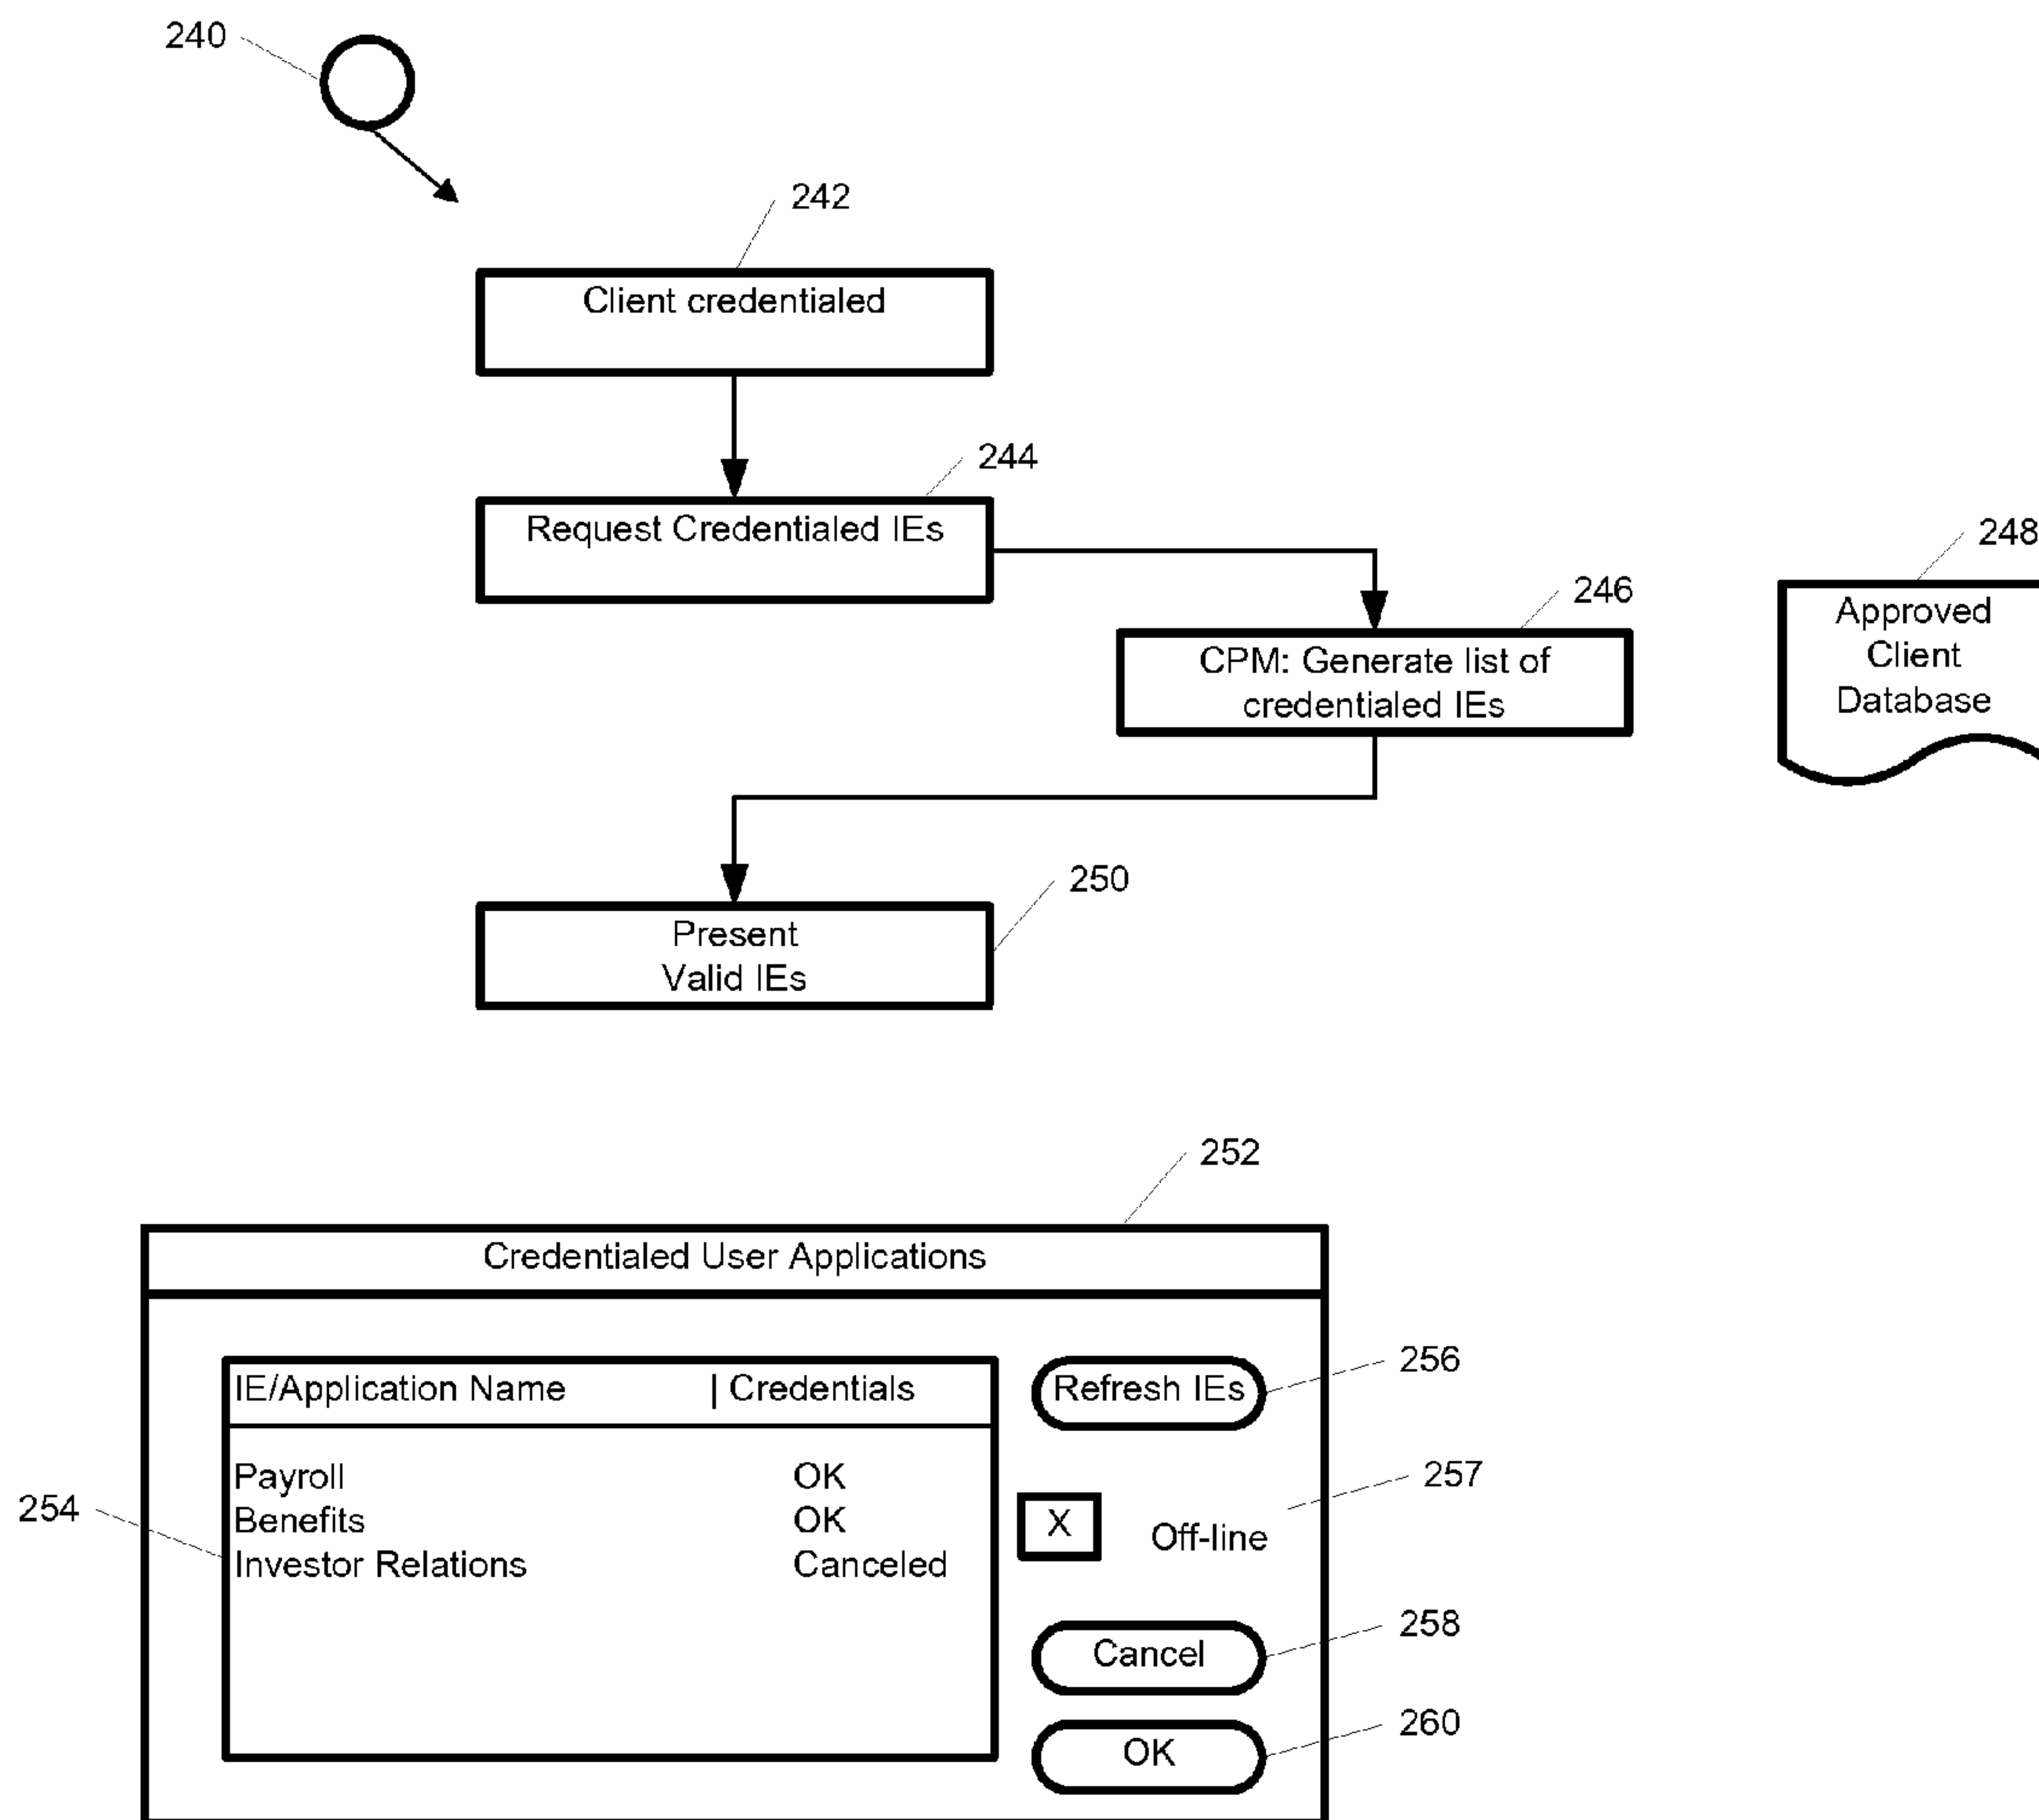 240
242
Client credentialed
244
Request Credentialed IEs
248
246
Approved
Client
Database
CPM: Generate list of
credentialed IEs
250
Present
Valid IEs
252
Credentialed User Applications
256
IE/Application Name | Credentials
Refresh IEs
257
Payroll OK
254
Benefits OK
X Off-line
Investor Relations Canceled
258
Cancel
260
OK